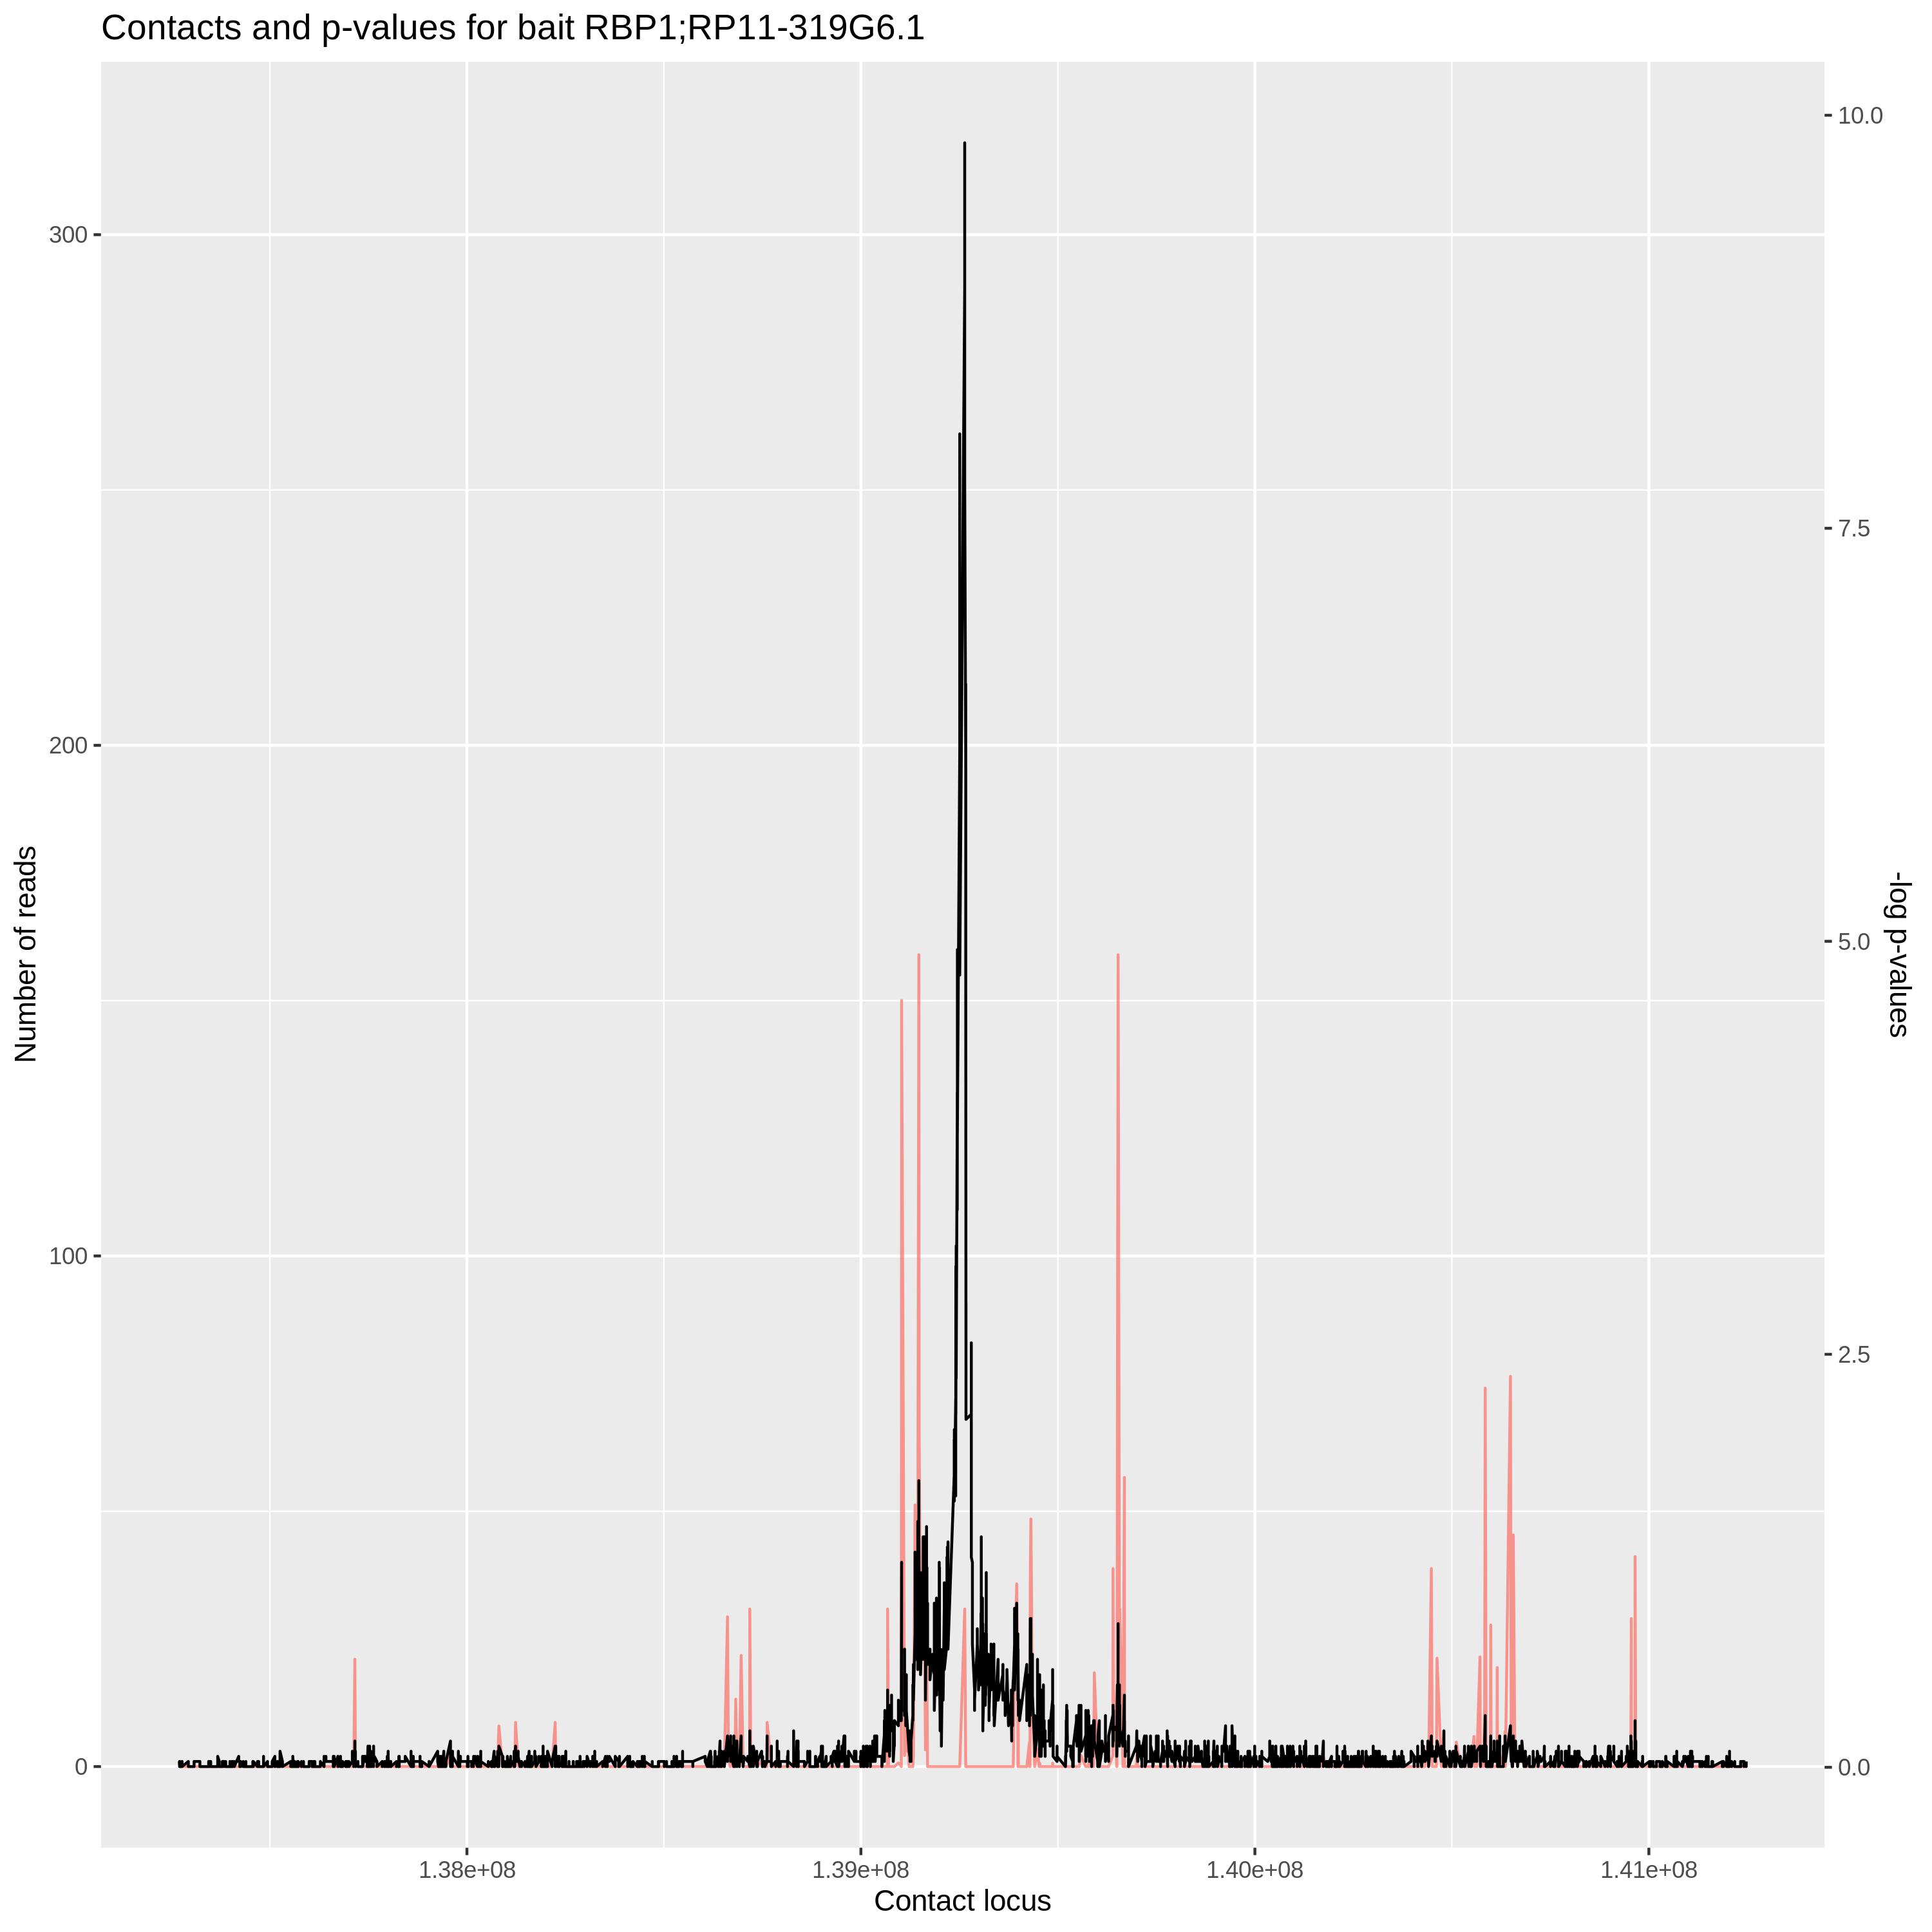 Contacts and p-values for bait RBP1;RP11-319G6.1
Number of reads
300
200
100
0
10.0
7.5
5.0
2.5
0.0
-log p-values
1.38e+08
1.39e+08
1.40e+08
1.41e+08
Contact locus